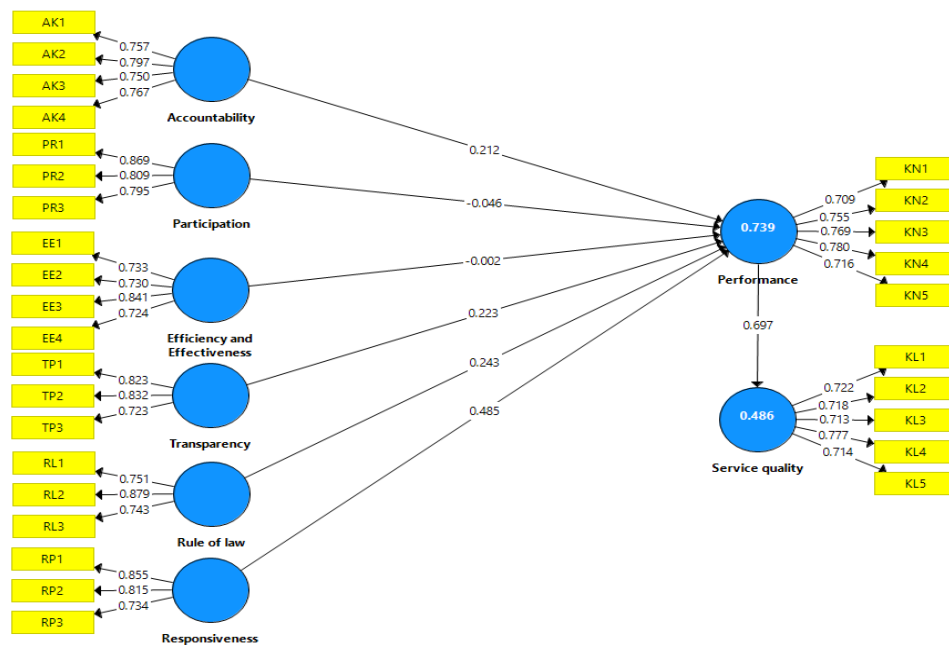 AK1
AK2
AK3
AK4
0.757
0.797
0.750
0.767
Accountability
PR1
PR2
PR3
0.869
0.809
0.795
Participation
EE1
EE2
EE3
EE4
0.733
0.730
0.841
0.724
Efficiency and
Effectiveness
TP1
TP2
TP3
0.823
0.832
0.723
Transparency
RL1
RL2
RL3
0.751
0.879
0.743
Rule of law
RP1
RP2
RP3
0.855
0.815
0.734
Responsiveness
0.212
-0.046
-0.002
0.223
0.243
0.485
0.739
Performance
0.709
0.755
0.769
0.780
0.716
KN1
KN2
KN3
KN4
KN5
0.697
0.486
Service quality
0.722
0.718
0.713
0.777
0.714
KL1
KL2
KL3
KL4
KL5